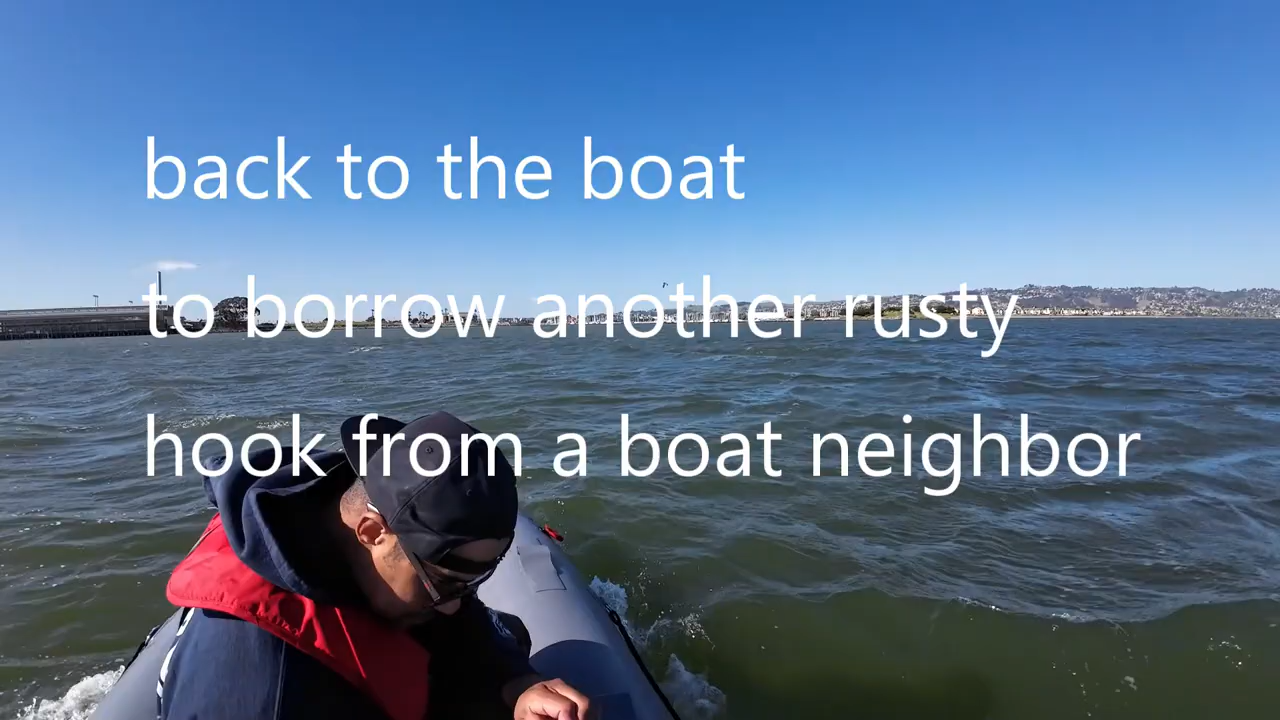 back to the boat
to borrow another rusty
hook from a boat neighbor